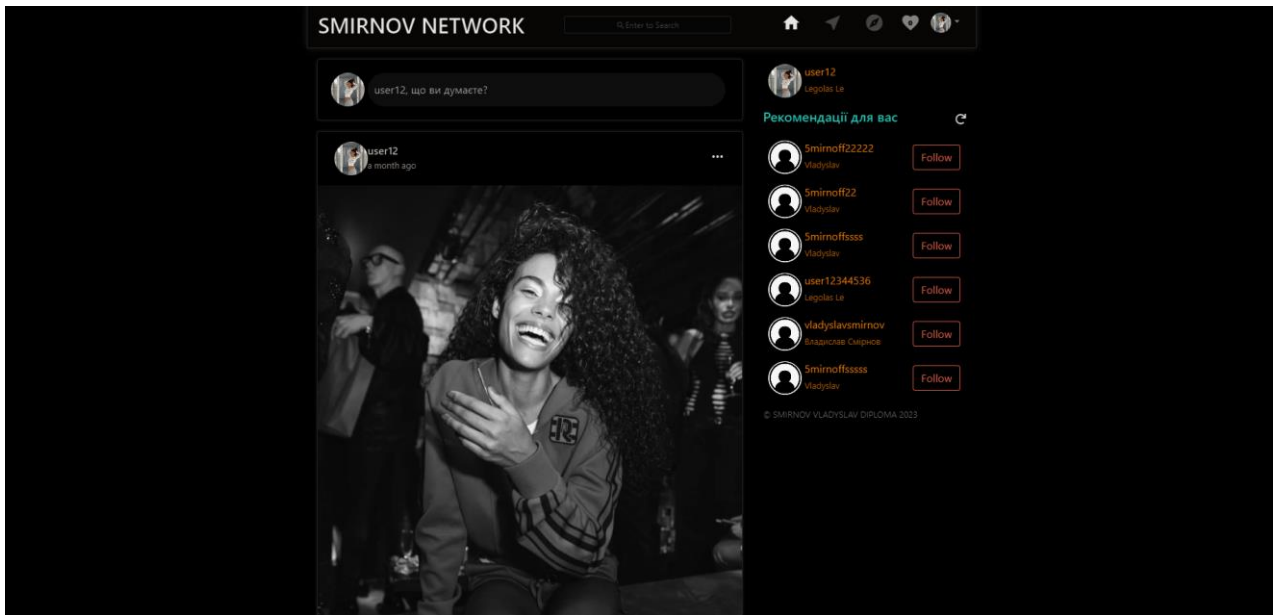 SMIRNOV NETWORK
Enter to Search
user12, що ви думаєте?
user12
a month ago
user12
Legolas Le
Рекомендації для вас
5mirnoff22222
Vladyslav
Follow
5mirnoff22
Vladyslav
Follow
5mirnoffssss
Vladyslav
Follow
user12344536
Legolas Le
Follow
vladyslavsmirnov
Владислав Смірнов
Follow
5mirnoffsssss
Vladyslav
Follow
© SMIRNOV VLADYSLAV DIPLOMA 2023
R